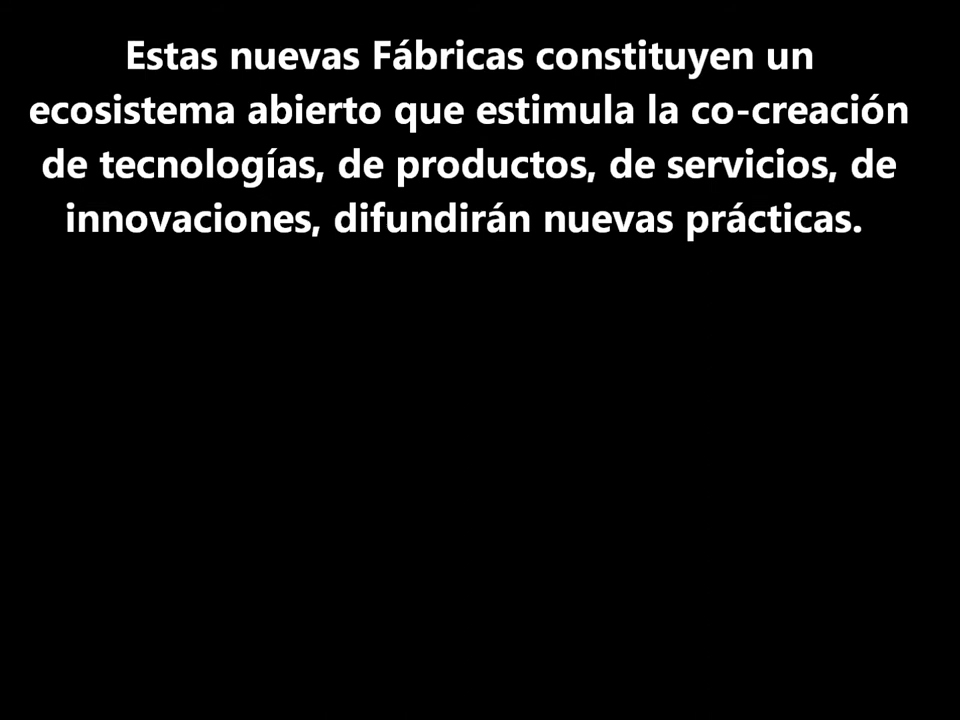 Estas nuevas Fábricas constituyen un
ecosistema abierto que estimula la co-creación
de tecnologías, de productos, de servicios, de
innovaciones, difundirán nuevas prácticas.